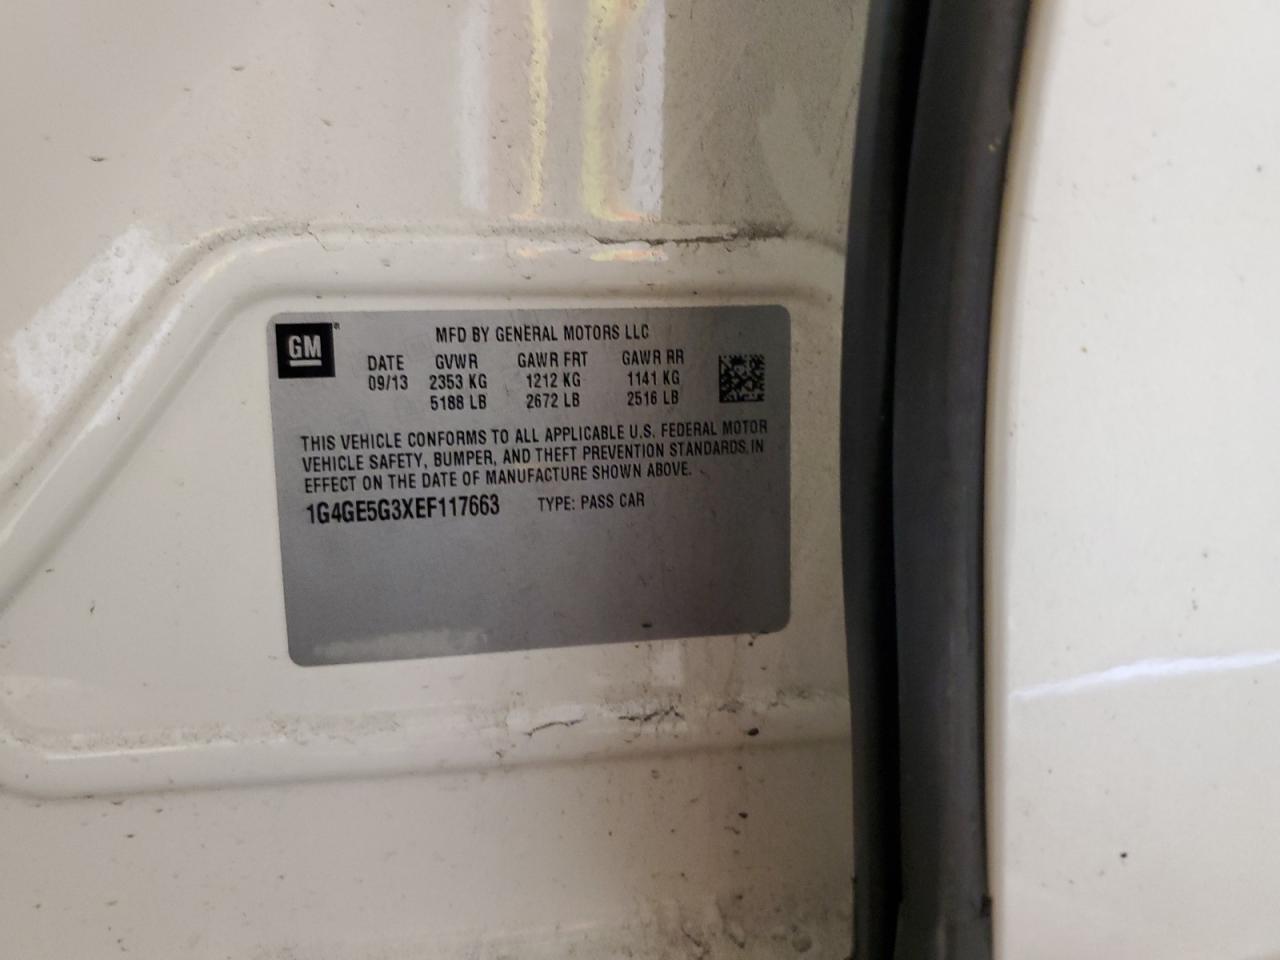 GM
MFD BY GENERAL MOTORS LLC
DATE GVWR GAWR FRT GAWR RR
09/13 2353 KG 1212 KG 1141 KG
5188 LB 2672 LB 2516 LB
THIS VEHICLE CONFORMS TO ALL APPLICABLE U.S. FEDERAL MOTOR
VEHICLE SAFETY, BUMPER, AND THEFT PREVENTION STANDARDS, IN
EFFECT ON THE DATE OF MANUFACTURE SHOWN ABOVE.
1G4GE5G3XEF117663 TYPE: PASS CAR